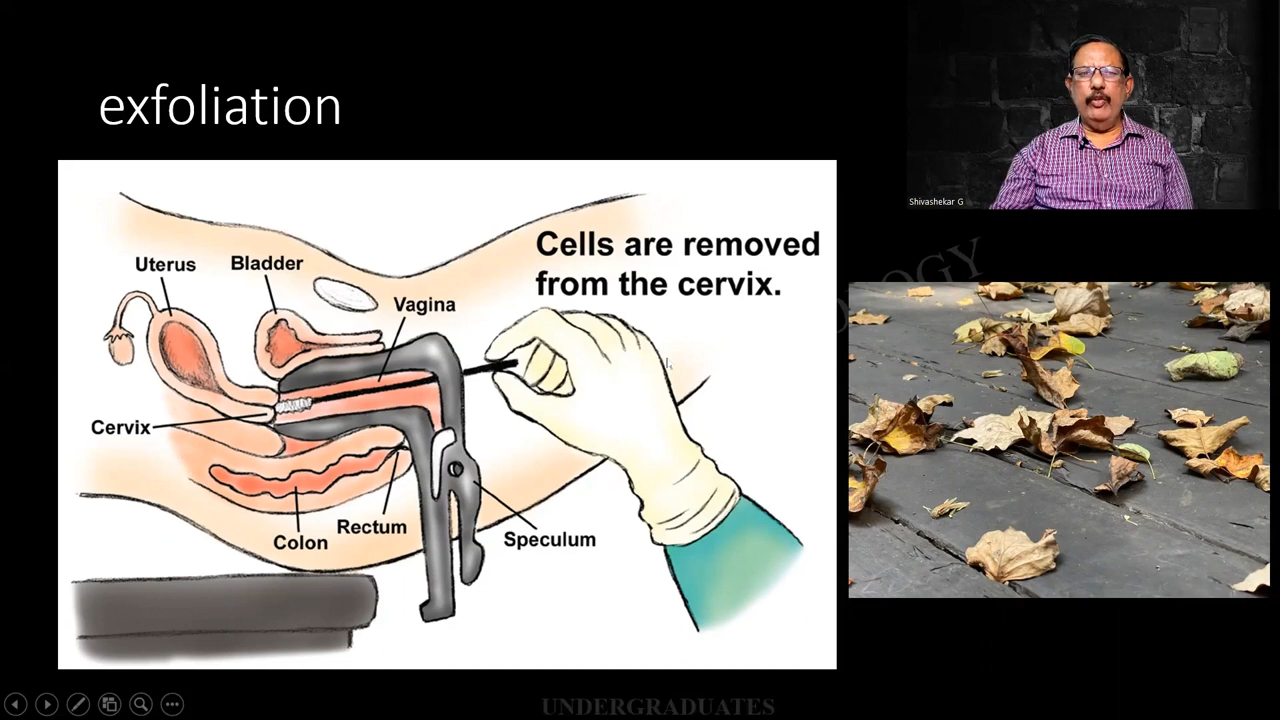 exfoliation
Shivashekar G
Cells are removed
from the cervix.
Uterus
Bladder
Vagina
Cervix
Rectum
Colon
Speculum
UNDERGRADUATES